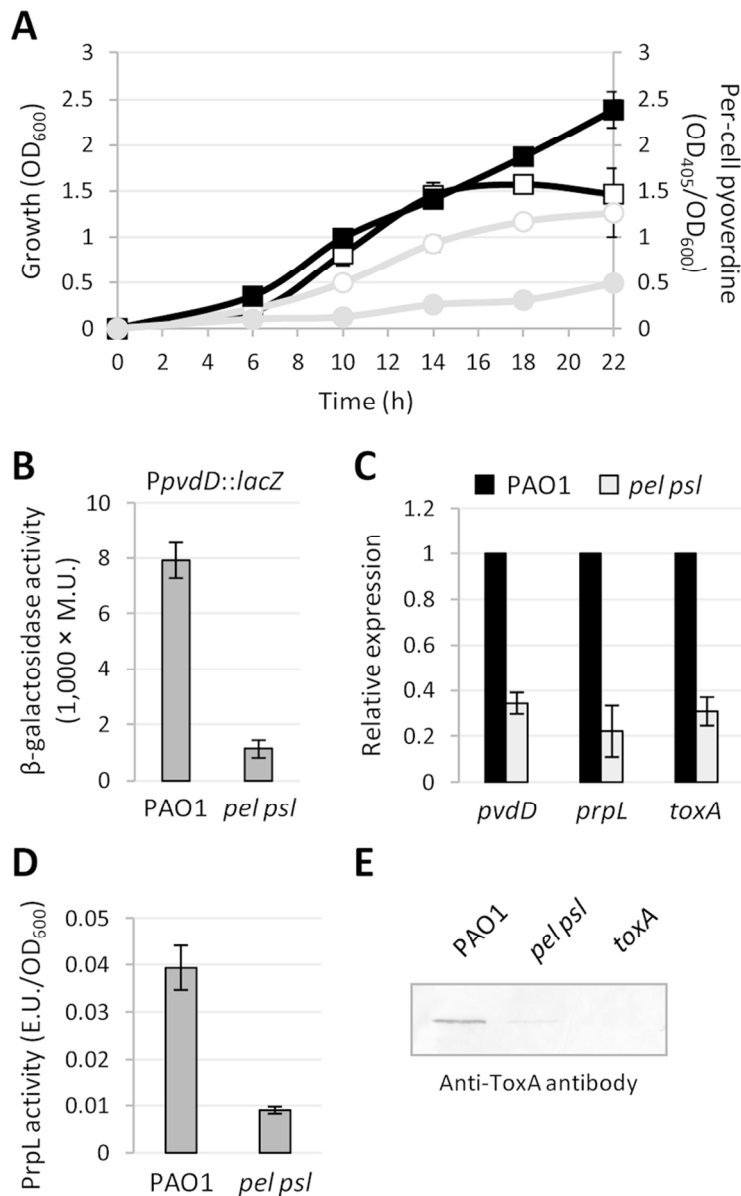 A
Growth (OD600)
3
2.5
2
1.5
1
0.5
0
0 2 4 6 8 10 12 14 16 18 20 22
Time (h)
3
2.5
2
1.5
1
0.5
0
Per-cell pyoverdine
(OD405/OD600)
B
PpvdD::lacZ
β-galactosidase activity
(1,000 × M.U.)
10
8
6
4
2
0
PAO1 pel psl
C
PAO1 pel psl
Relative expression
1.2
1
0.8
0.6
0.4
0.2
0
pvdD prpL toxA
D
PrpL activity (E.U./OD600)
0.05
0.04
0.03
0.02
0.01
0
PAO1 pel psl
E
PAO1 pel psl toxA
Anti-ToxA antibody